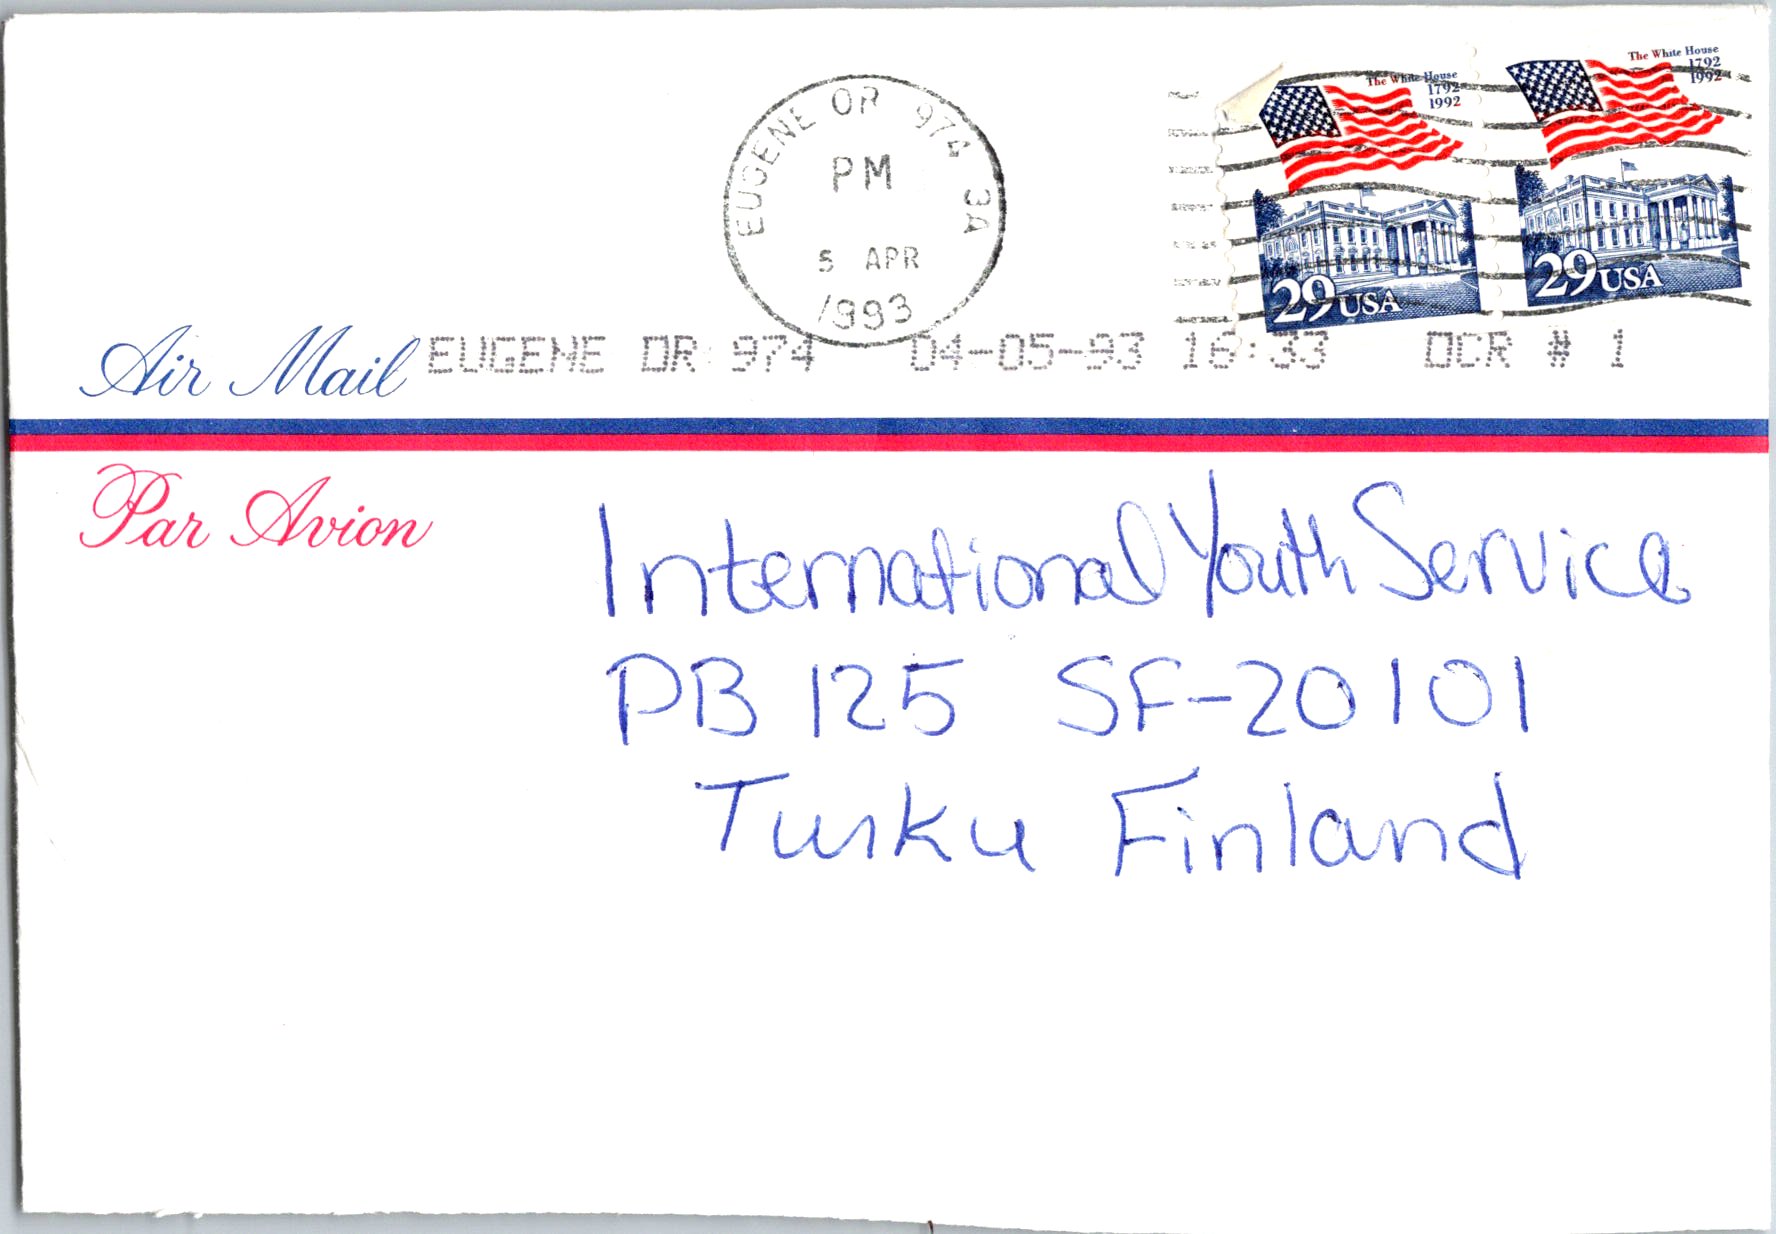 EUGENE OR 974 3A
PM
5 APR
1993
The White House
1792
1992
29 USA
The White House
1792
1992
29 USA
EUGENE OR 974 04-05-93 16:33 OCR # 1
Air Mail
Par Avion
International Youth Service
PB 125 SF-20101
Turku Finland